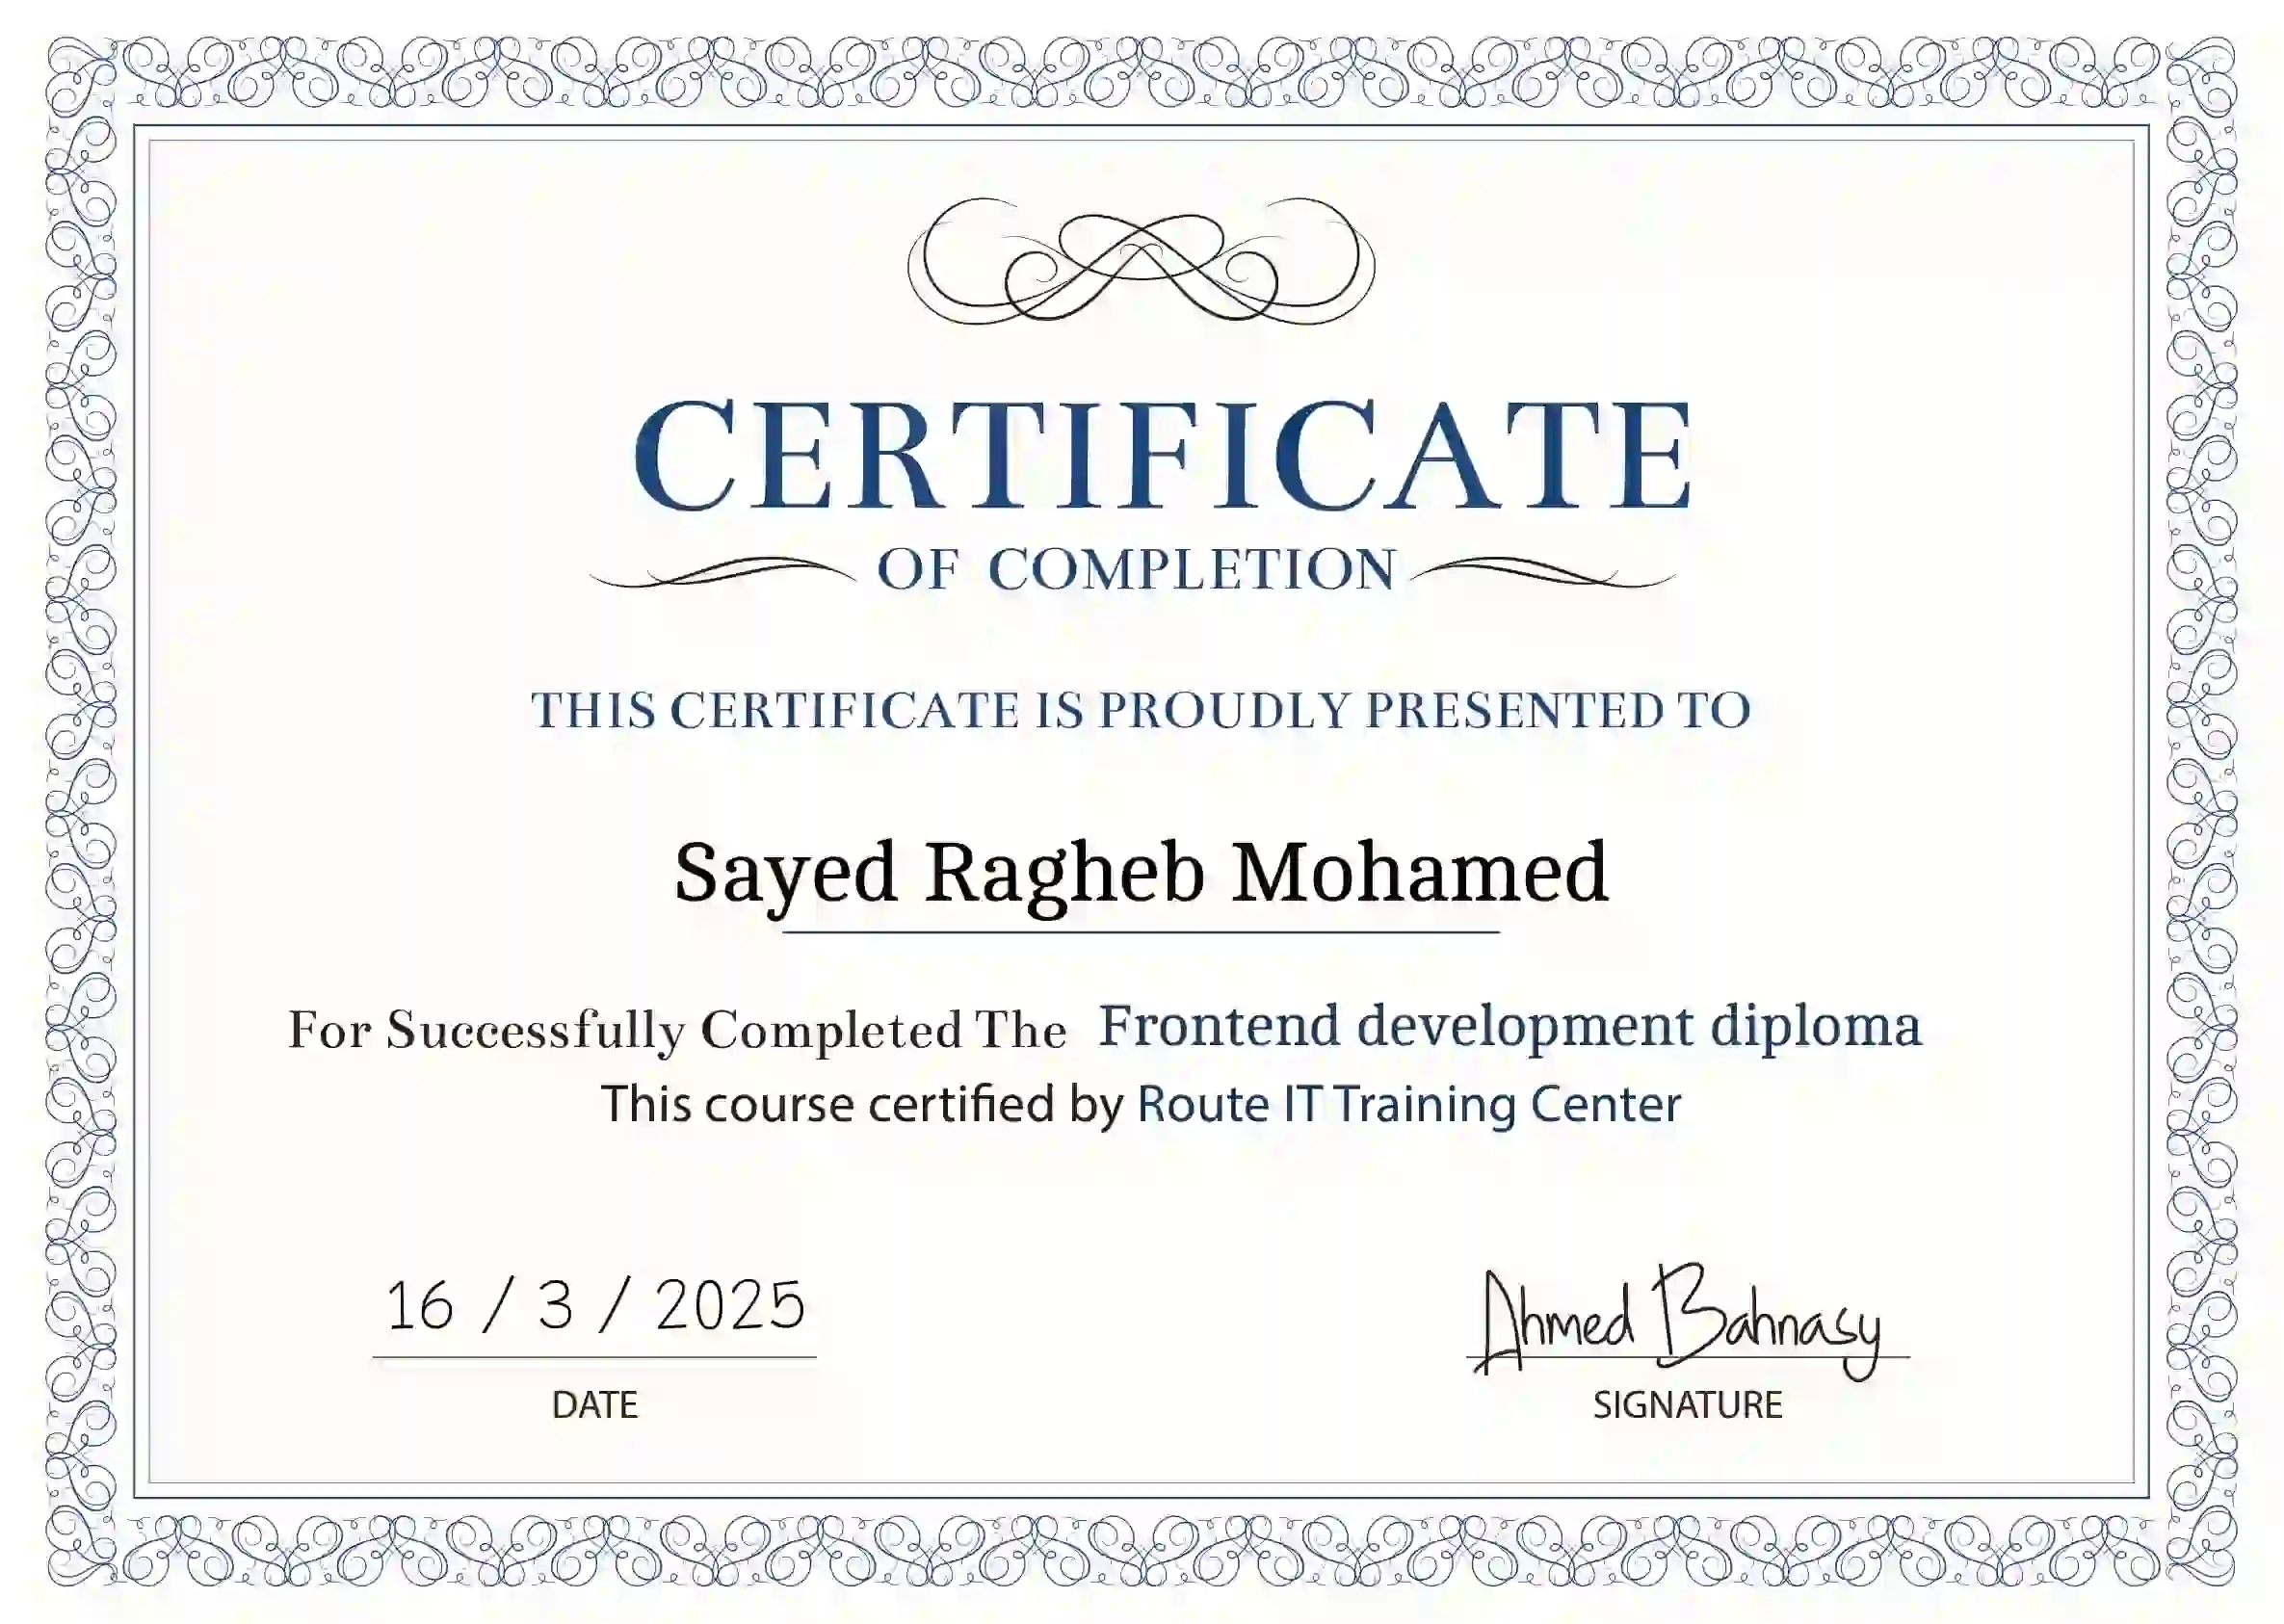 CERTIFICATE
OF COMPLETION
THIS CERTIFICATE IS PROUDLY PRESENTED TO
Sayed Ragheb Mohamed
For Successfully Completed The Frontend development diploma
This course certified by Route IT Training Center
16 / 3 / 2025
Ahmed Bahnasy
DATE
SIGNATURE